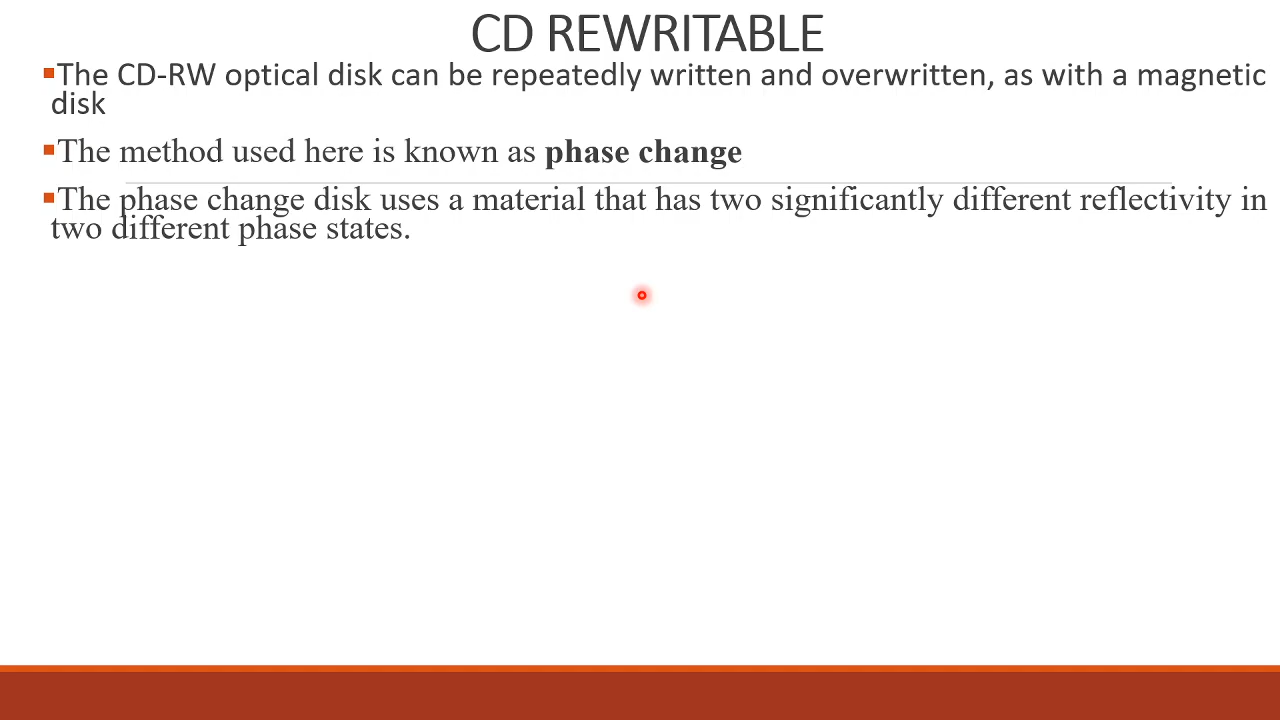 CD REWRITABLE
▪The CD-RW optical disk can be repeatedly written and overwritten, as with a magnetic
disk
▪The method used here is known as phase change
▪The phase change disk uses a material that has two significantly different reflectivity in
two different phase states.